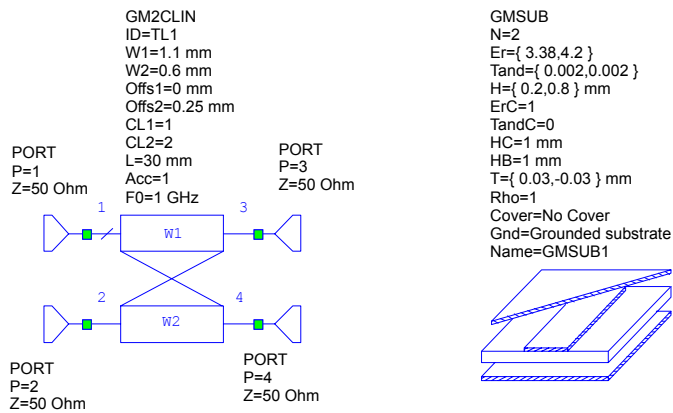 GM2CLIN
ID=TL1
W1=1.1 mm
W2=0.6 mm
Offs1=0 mm
Offs2=0.25 mm
CL1=1
CL2=2
L=30 mm
Acc=1
F0=1 GHz
PORT
P=1
Z=50 Ohm
PORT
P=3
Z=50 Ohm
1
3
W1
2
4
W2
PORT
P=2
Z=50 Ohm
PORT
P=4
Z=50 Ohm
GMSUB
N=2
Er={ 3.38,4.2 }
Tand={ 0.002,0.002 }
H={ 0.2,0.8 } mm
ErC=1
TandC=0
HC=1 mm
HB=1 mm
T={ 0.03,-0.03 } mm
Rho=1
Cover=No Cover
Gnd=Grounded substrate
Name=GMSUB1